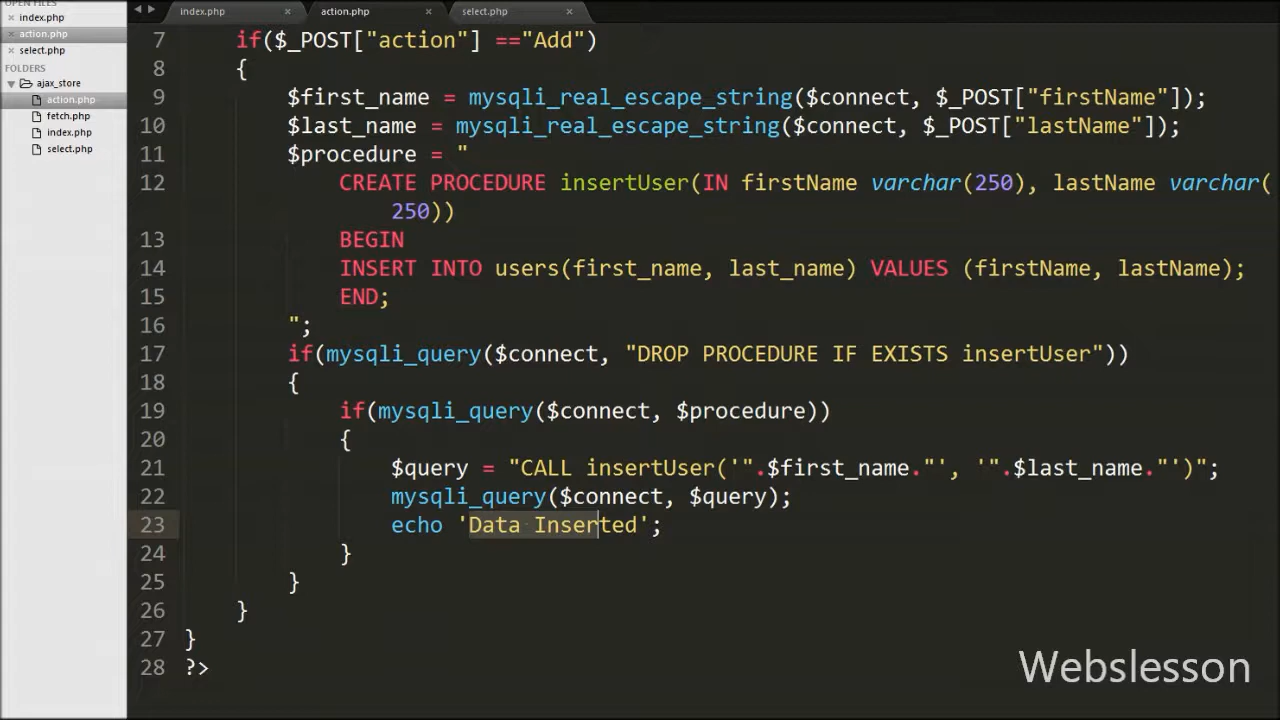 OPEN FILES
index.php
action.php
select.php
FOLDERS
ajax_store
action.php
fetch.php
index.php
select.php
index.php
action.php
select.php
7 if($_POST["action"] =="Add")
8 {
9 $first_name = mysqli_real_escape_string($connect, $_POST["firstName"]);
10 $last_name = mysqli_real_escape_string($connect, $_POST["lastName"]);
11 $procedure = "
12 CREATE PROCEDURE insertUser(IN firstName varchar(250), lastName varchar(
250))
13 BEGIN
14 INSERT INTO users(first_name, last_name) VALUES (firstName, lastName);
15 END;
16 ";
17 if(mysqli_query($connect, "DROP PROCEDURE IF EXISTS insertUser"))
18 {
19 if(mysqli_query($connect, $procedure))
20 {
21 $query = "CALL insertUser('".$first_name."', '".$last_name."')";
22 mysqli_query($connect, $query);
23 echo 'Data Inserted';
24 }
25 }
26 }
27 }
28 ?>
Webslesson